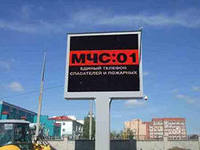 МЧС:01
ЕДИНЫЙ ТЕЛЕФОН
СПАСАТЕЛЕЙ И ПОЖАРНЫХ